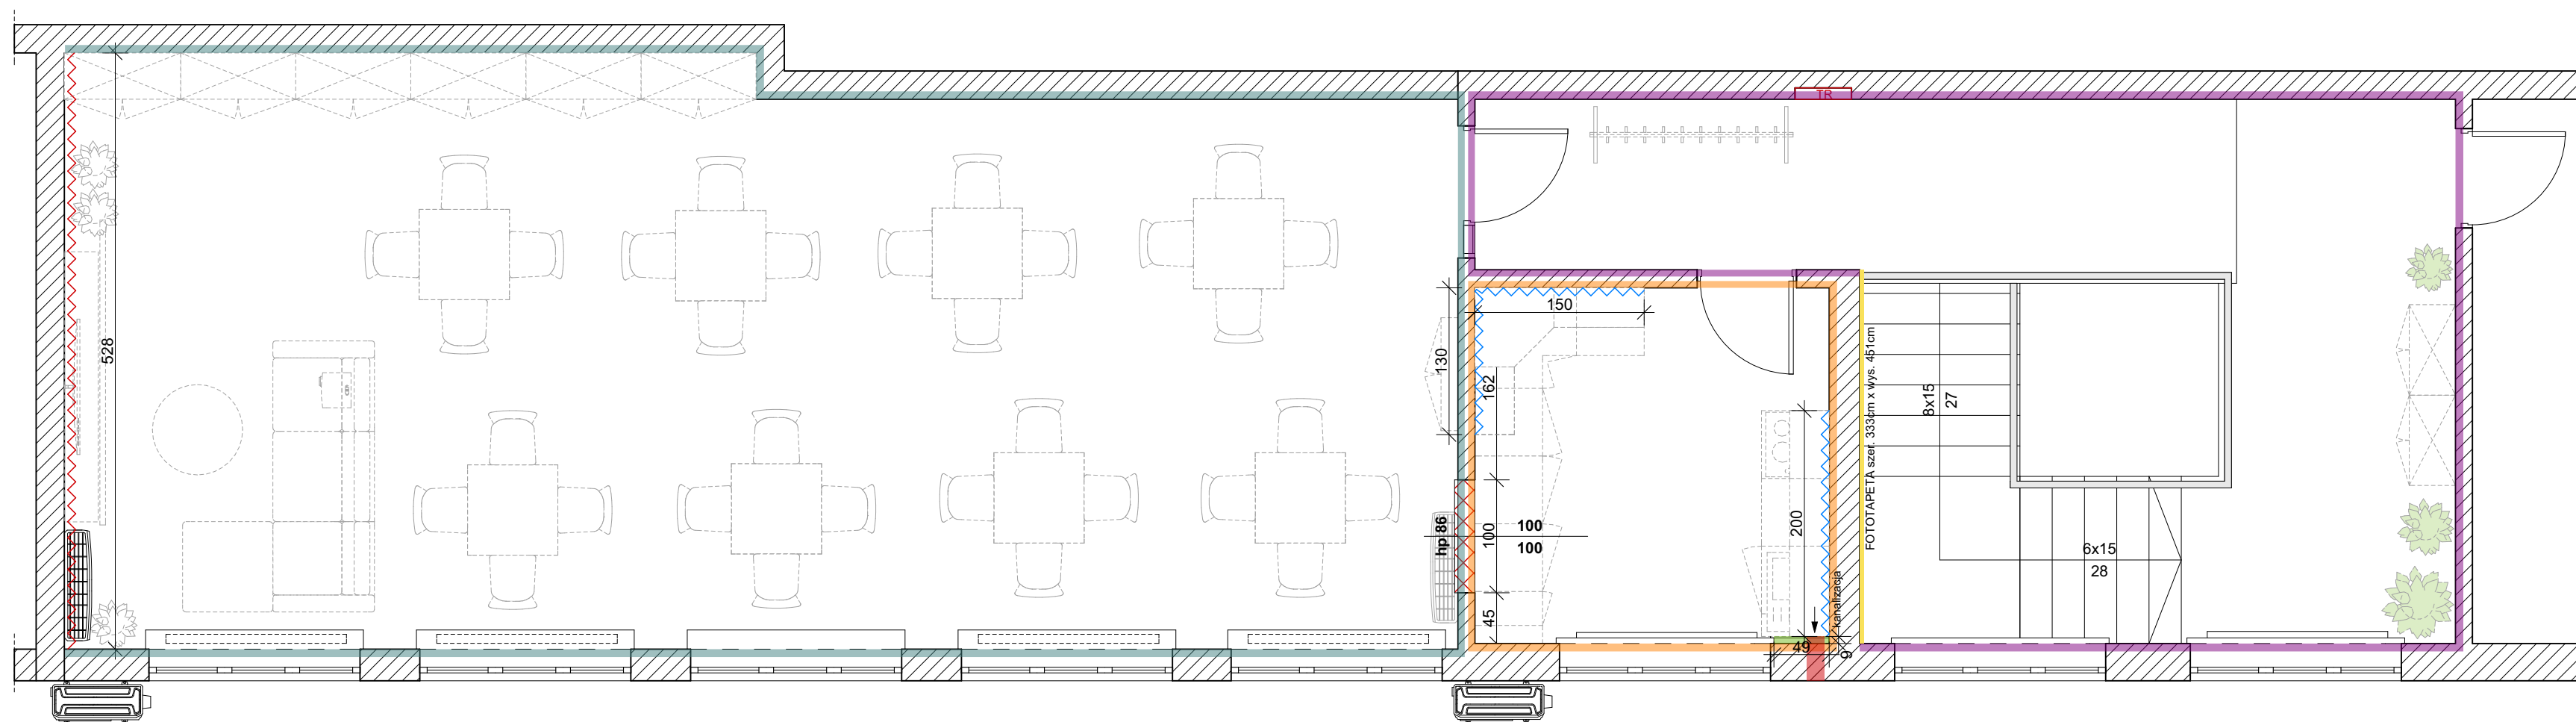 TR
528
150
130
162
100
45
hp 86
100
100
200
kanalizacja
49
9
FOTOTAPETA szer. 333cm x wys. 451cm
8x15
27
6x15
28